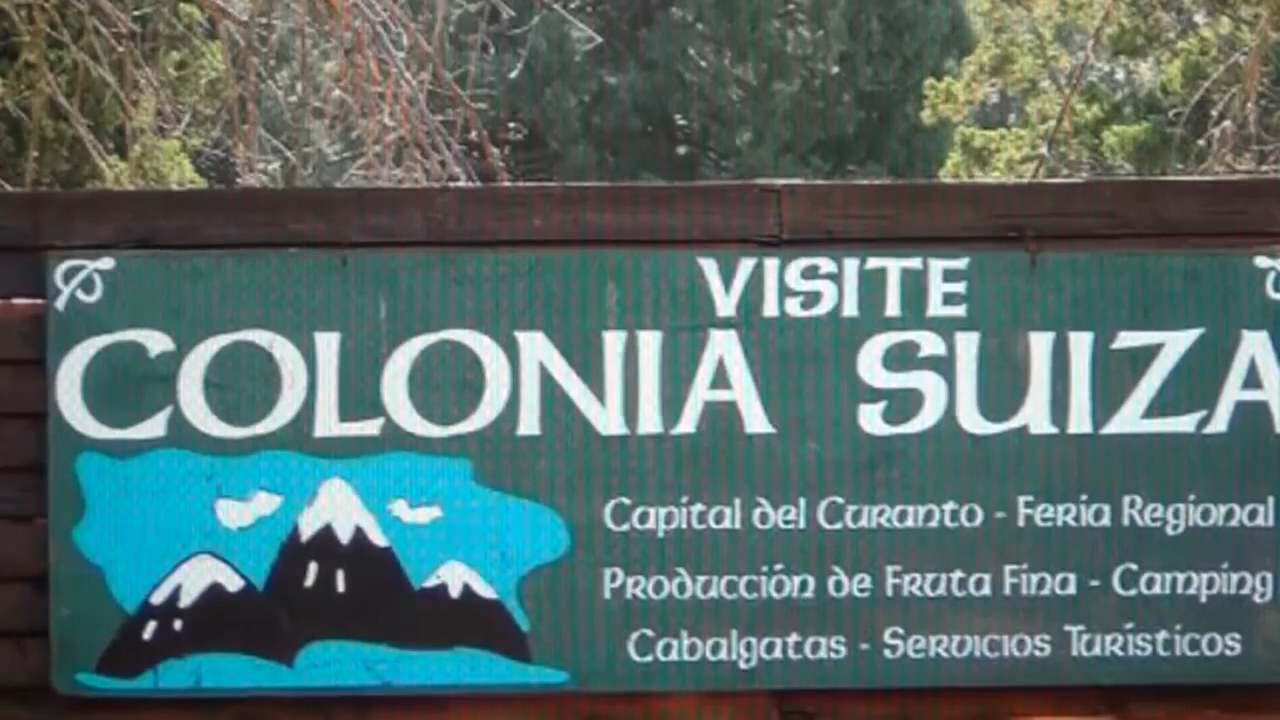 VISITE
COLONIA SUIZA
Capital del Curanto - Feria Regional
Producción de Fruta Fina - Camping
Cabalgatas - Servicios Turísticos